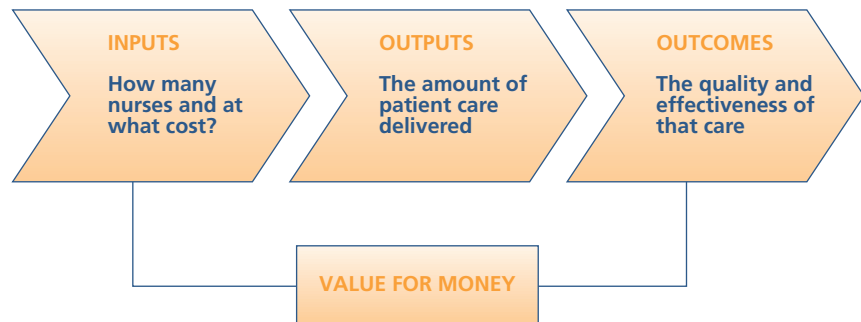 INPUTS
How many
nurses and at
what cost?
OUTPUTS
The amount of
patient care
delivered
OUTCOMES
The quality and
effectiveness of
that care
VALUE FOR MONEY